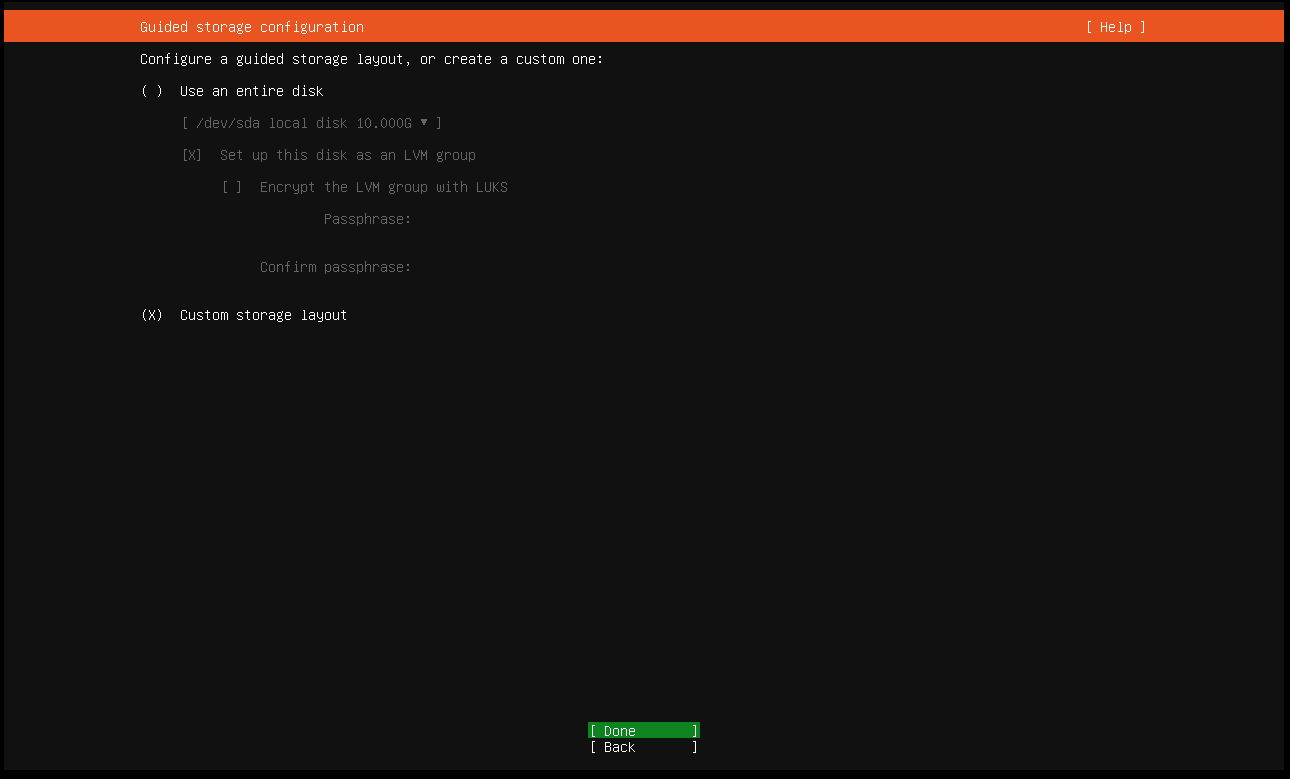 Guided storage configuration [ Help ]
Configure a guided storage layout, or create a custom one:
( ) Use an entire disk
[ /dev/sda local disk 10.000G ▾ ]
[X] Set up this disk as an LVM group
[ ] Encrypt the LVM group with LUKS
Passphrase:
Confirm passphrase:
(X) Custom storage layout
[ Done ]
[ Back ]